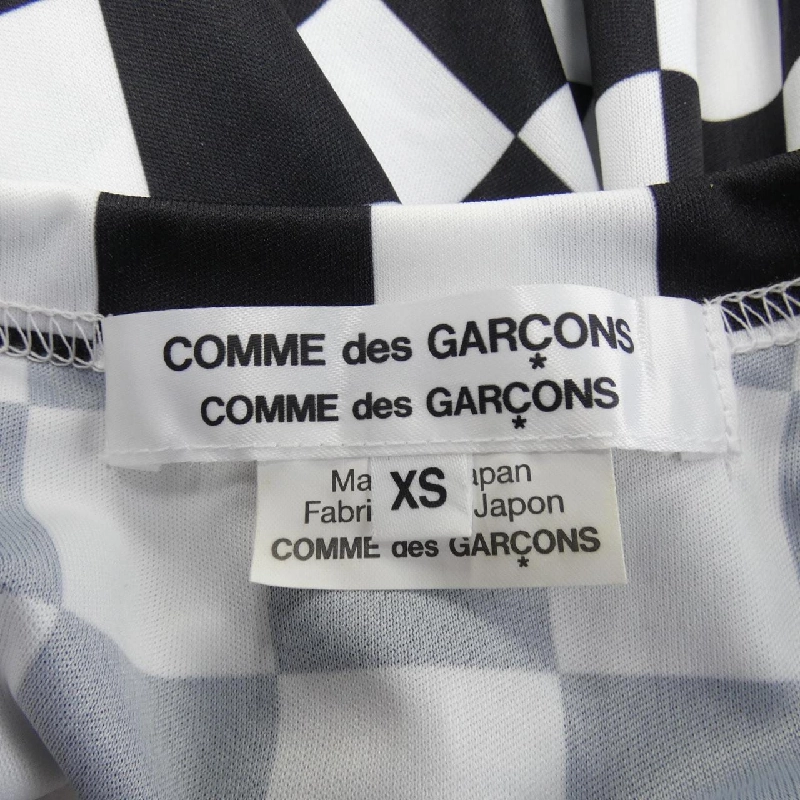 COMME des GARÇONS
*
COMME des GARÇONS
*
XS
Ma apan
Fabri Japon
COMME des GARÇONS
*